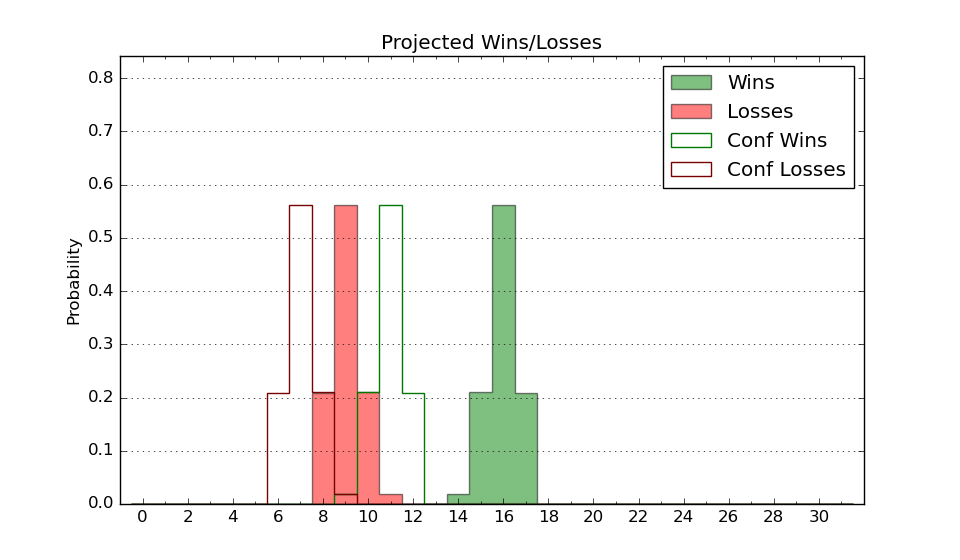 Projected Wins/Losses
Wins
Losses
Conf Wins
Conf Losses
Probability
0.8
0.7
0.6
0.5
0.4
0.3
0.2
0.1
0.0
0 2 4 6 8 10 12 14 16 18 20 22 24 26 28 30